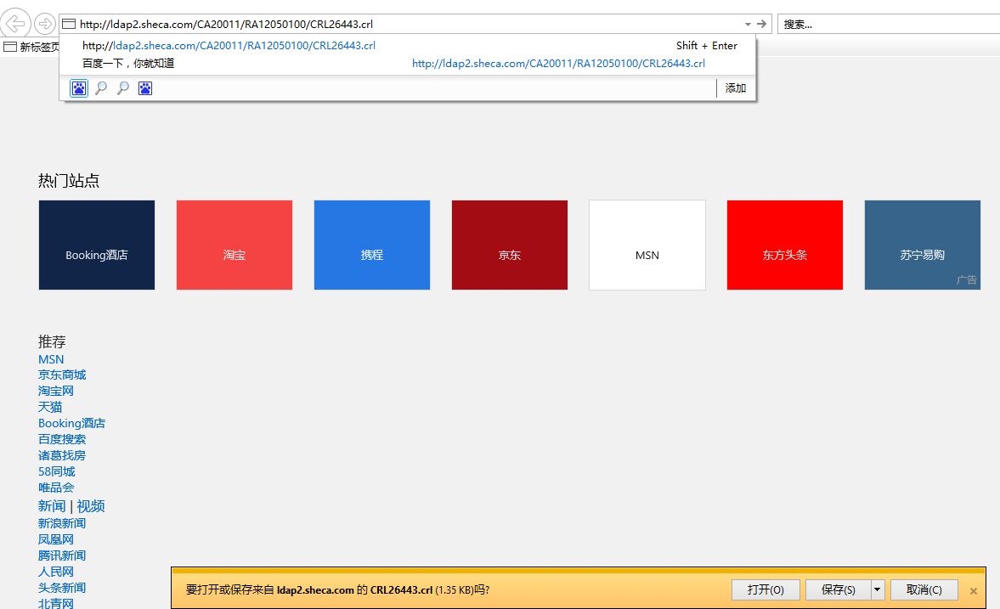 http://ldap2.sheca.com/CA20011/RA12050100/CRL26443.crl
搜索...
新标签页
http://ldap2.sheca.com/CA20011/RA12050100/CRL26443.crl Shift + Enter
百度一下，你就知道 http://ldap2.sheca.com/CA20011/RA12050100/CRL26443.crl
添加
热门站点
Booking酒店 淘宝 携程 京东 MSN 东方头条 苏宁易购
广告
推荐
MSN
京东商城
淘宝网
天猫
Booking酒店
百度搜索
诸葛找房
58同城
唯品会
新闻 | 视频
新浪新闻
凤凰网
腾讯新闻
人民网
头条新闻
北青网
要打开或保存来自 ldap2.sheca.com 的 CRL26443.crl (1.35 KB)吗? 打开(O) 保存(S) 取消(C)